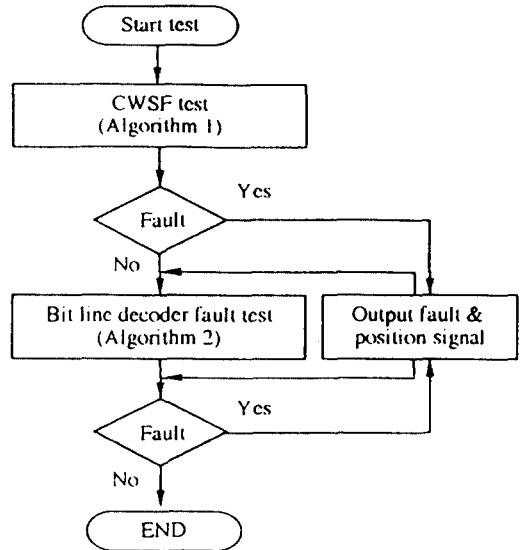 Start test
CWSF test
(Algorithm 1)
Yes
Fault
No
Bit line decoder fault test
(Algorithm 2)
Output fault &
position signal
Yes
Fault
No
END